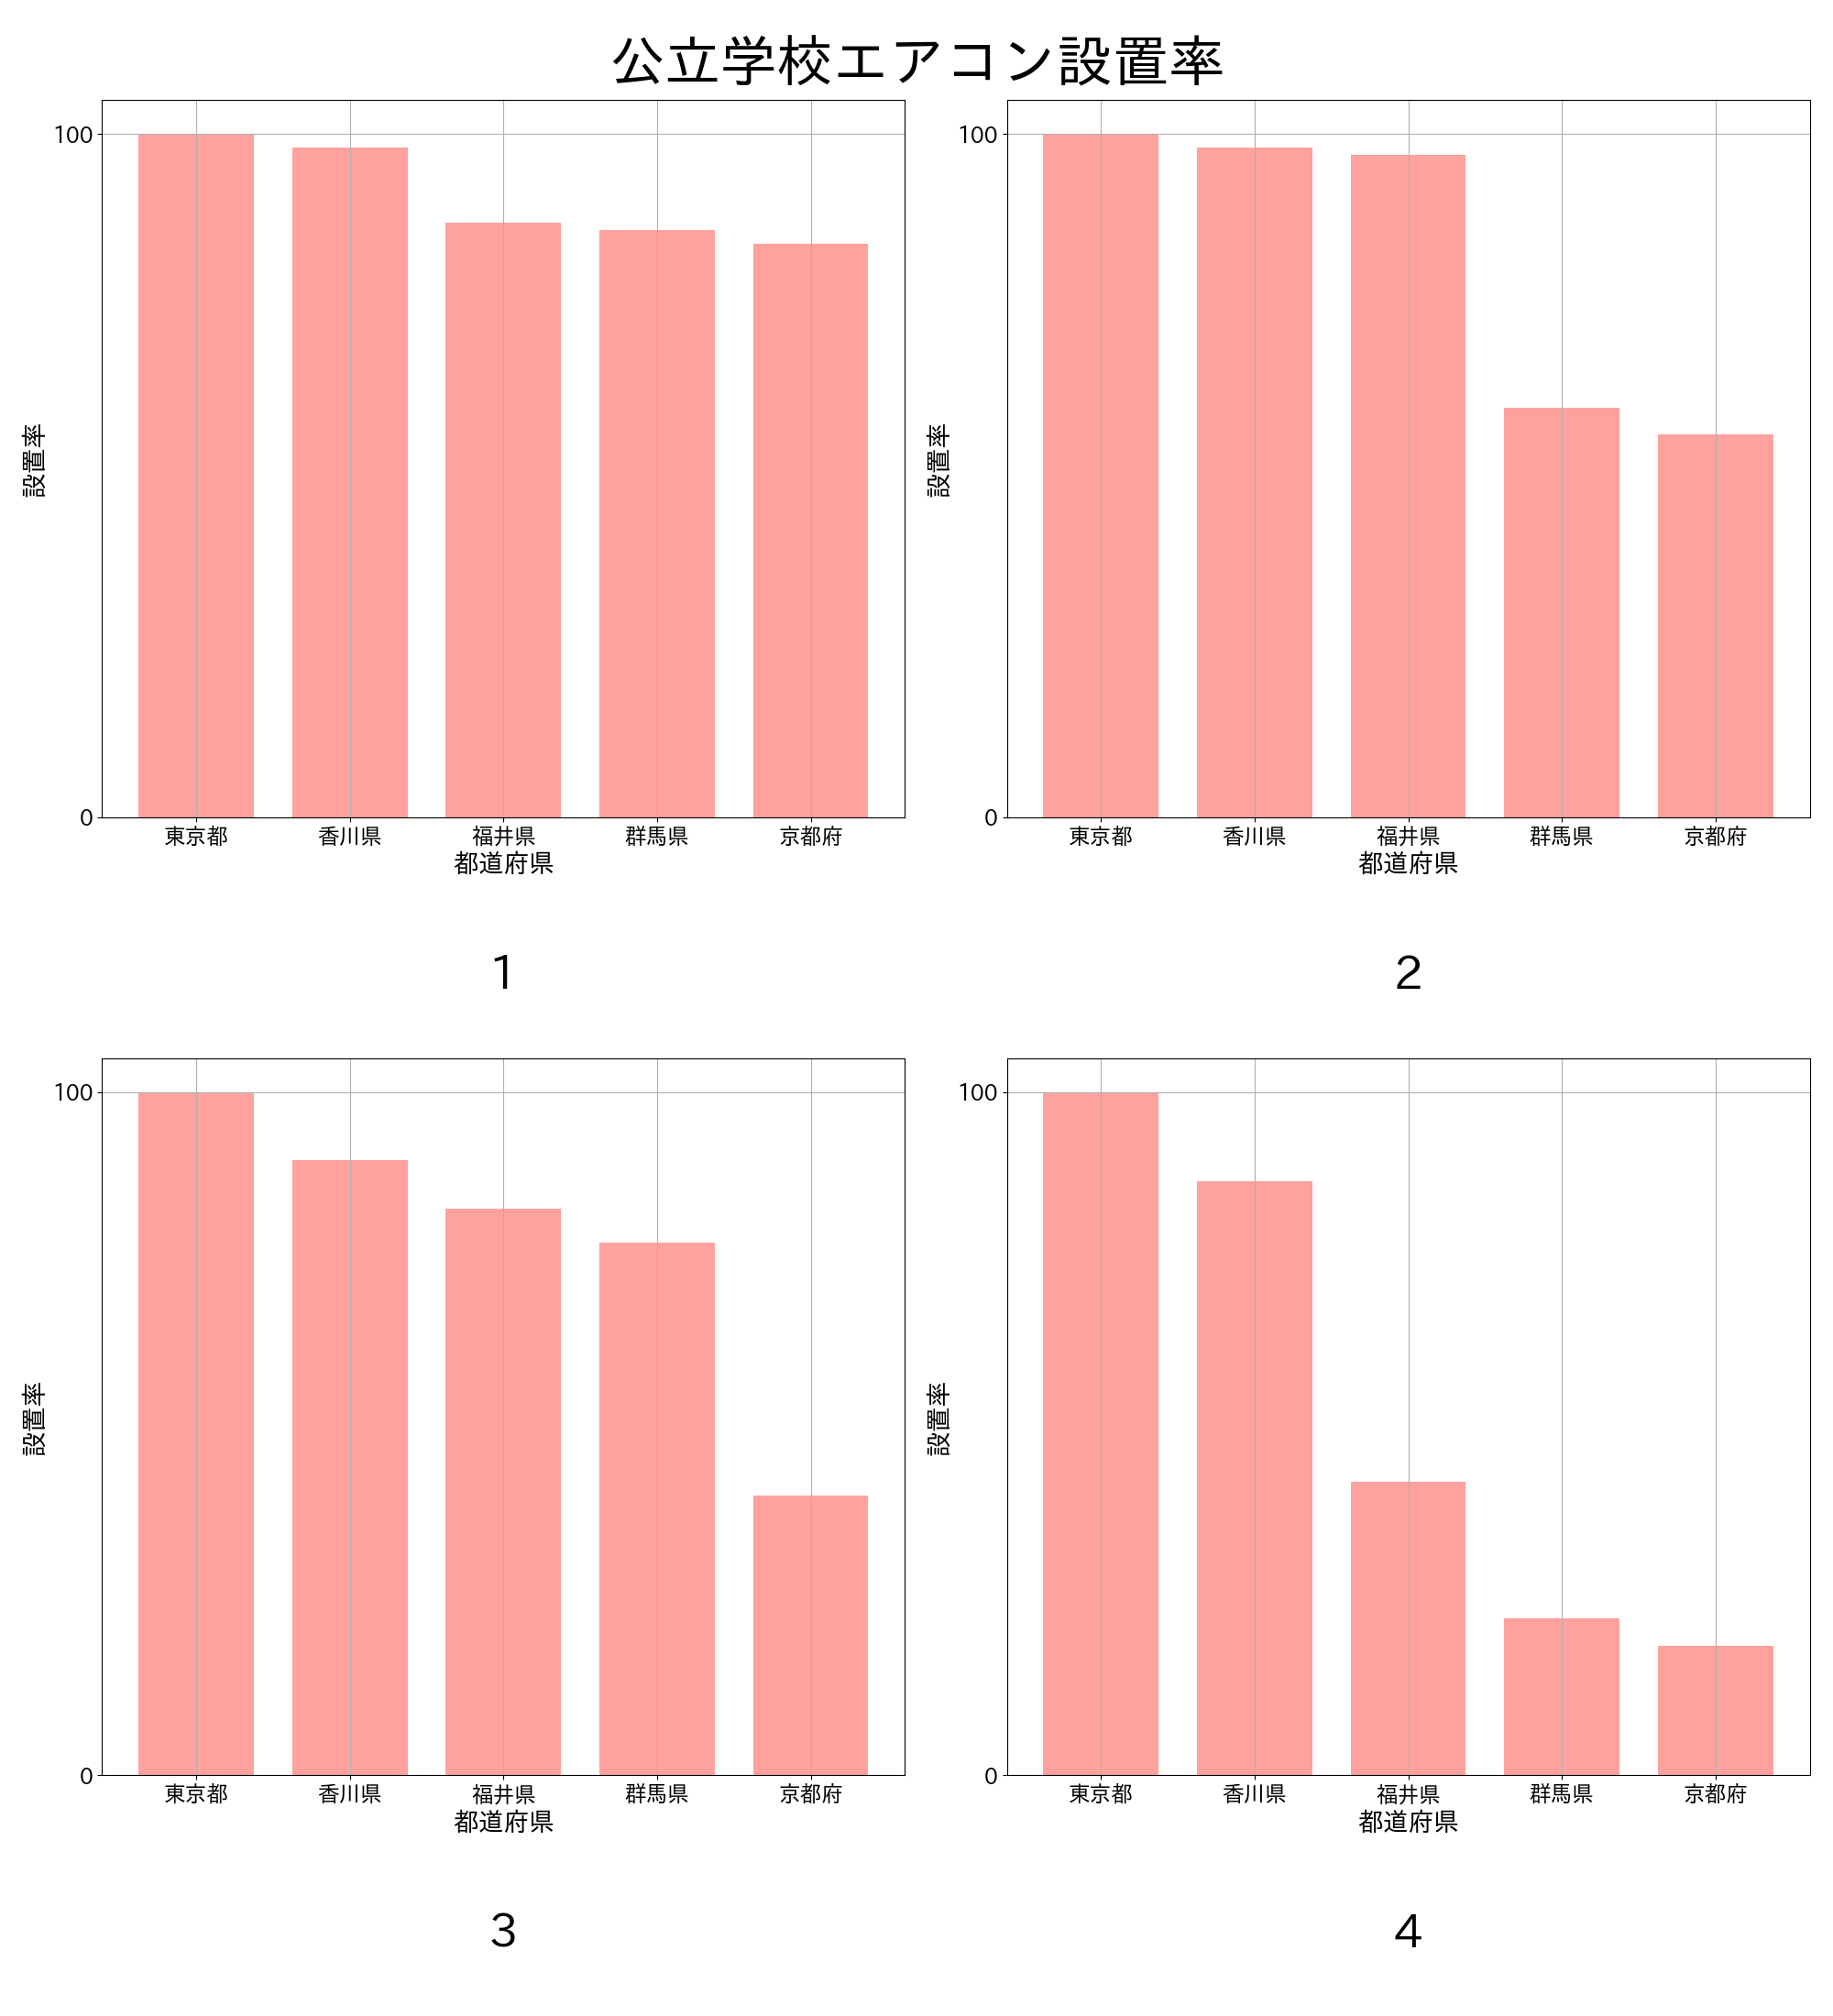 公立学校エアコン設置率
100
0
設置率
東京都 香川県 福井県 群馬県 京都府
都道府県
1
100
0
設置率
東京都 香川県 福井県 群馬県 京都府
都道府県
2
100
0
設置率
東京都 香川県 福井県 群馬県 京都府
都道府県
3
100
0
設置率
東京都 香川県 福井県 群馬県 京都府
都道府県
4